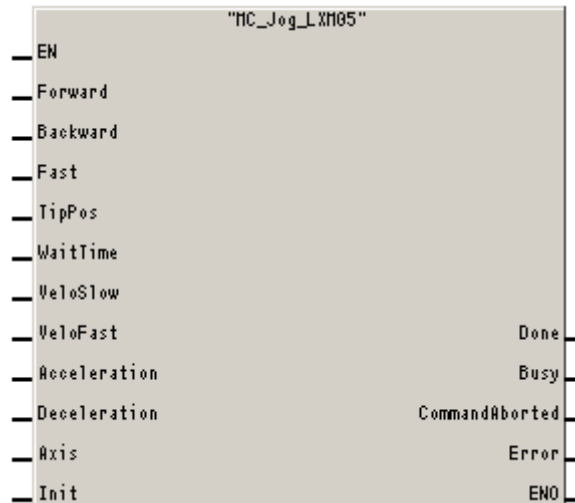 "MC_Jog_LXM05"
EN
Forward
Backward
Fast
TipPos
WaitTime
VeloSlow
VeloFast Done
Acceleration Busy
Deceleration CommandAborted
Axis Error
Init ENO